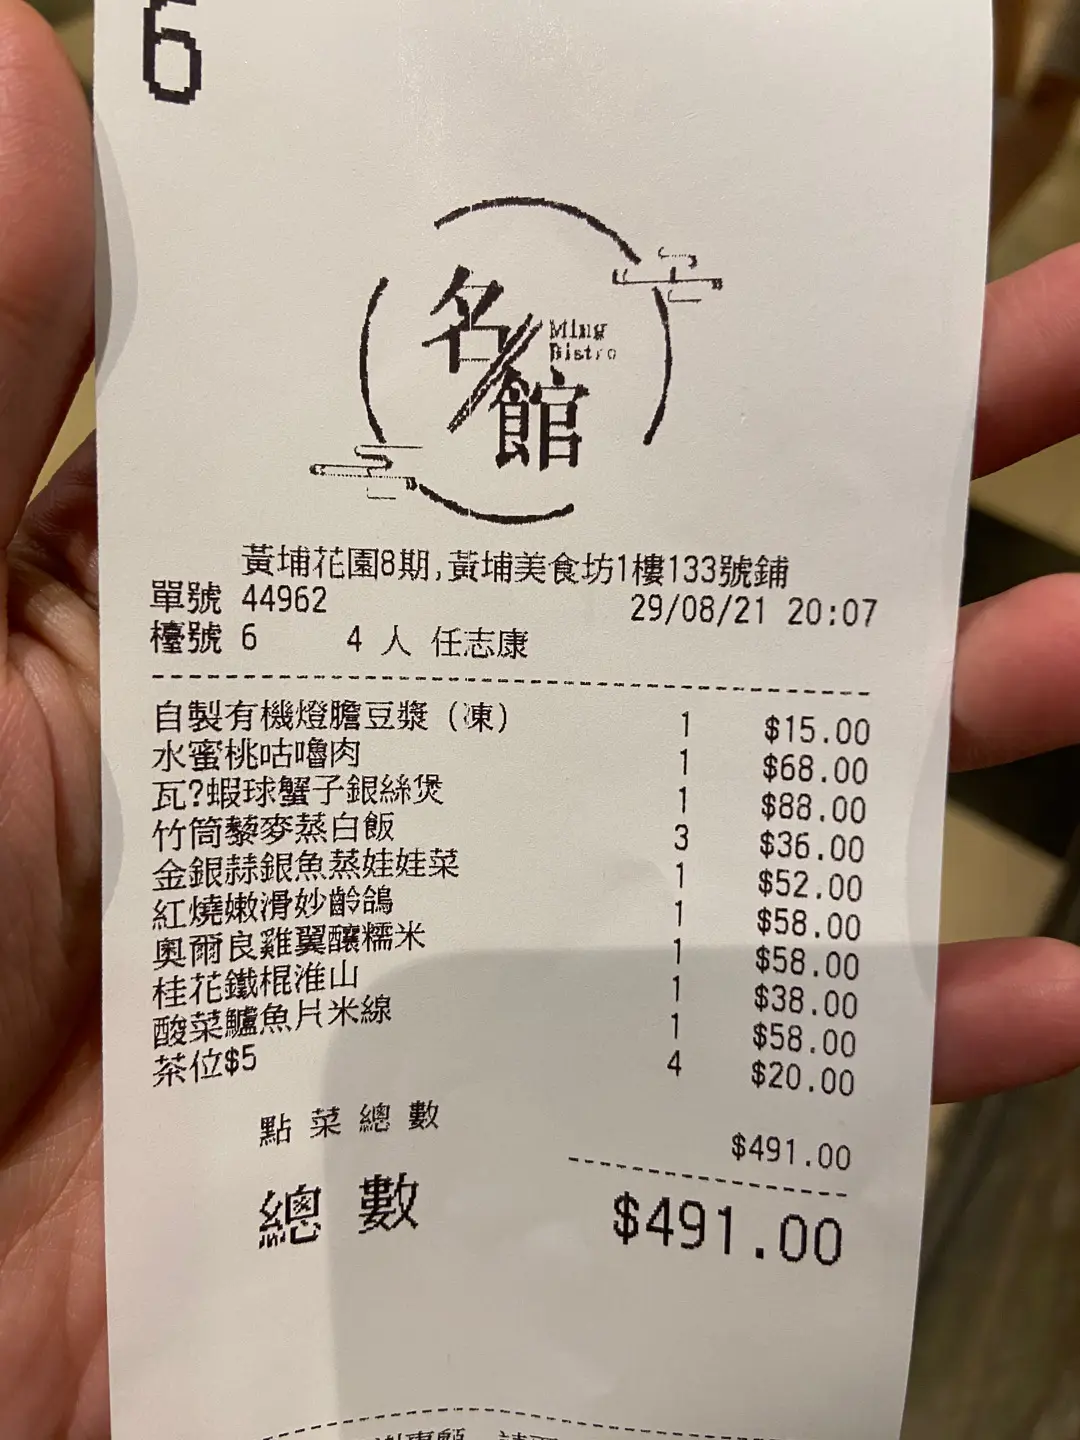 6
名館
Ming
Bistro
黃埔花園8期,黃埔美食坊1樓133號鋪
單號 44962 29/08/21 20:07
檯號 6 4 人 任志康
自製有機燈膽豆漿 (凍) 1 $15.00
水蜜桃咕嚕肉 1 $68.00
瓦?蝦球蟹子銀絲煲 1 $88.00
竹筒藜麥蒸白飯 3 $36.00
金銀蒜銀魚蒸娃娃菜 1 $52.00
紅燒嫩滑妙齡鴿 1 $58.00
奧爾良雞翼釀糯米 1 $58.00
桂花鐵棍淮山 1 $38.00
酸菜鱸魚片米線 1 $58.00
茶位$5 4 $20.00
點菜總數 $491.00
總數 $491.00